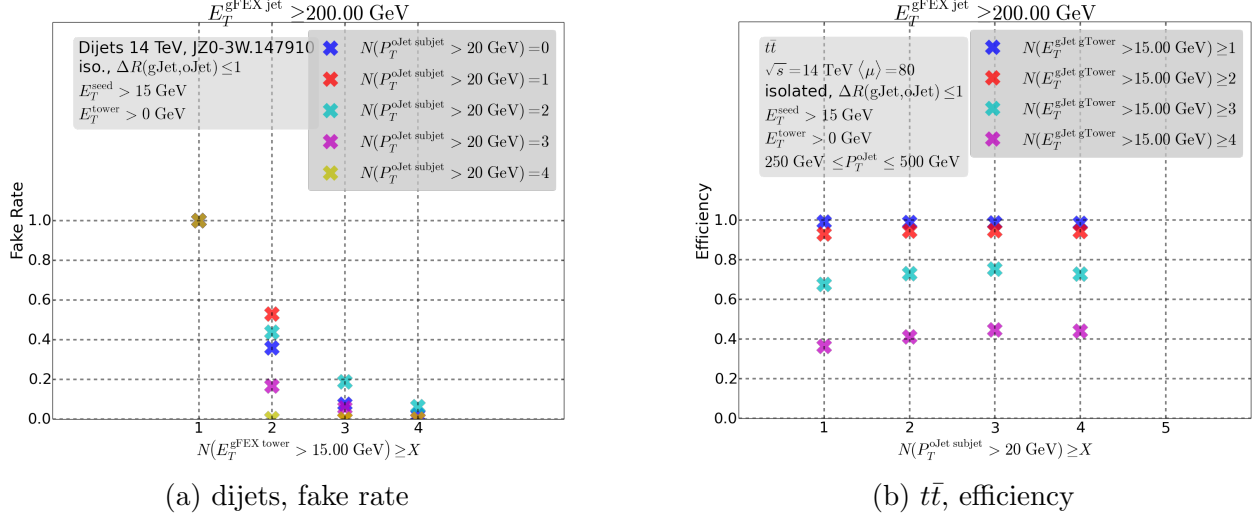 E_T^{gFEX jet} ≥200.00 GeV
Dijets 14 TeV, JZ0-3W.147910
iso., ΔR(gJet,oJet) ≤1
E_T^{seed} > 15 GeV
E_T^{tower} > 0 GeV
N(P_T^{oJet subjet} > 20 GeV) =0
N(P_T^{oJet subjet} > 20 GeV) =1
N(P_T^{oJet subjet} > 20 GeV) =2
N(P_T^{oJet subjet} > 20 GeV) =3
N(P_T^{oJet subjet} > 20 GeV) =4
Fake Rate
1.0
0.8
0.6
0.4
0.2
0.0
1 2 3 4
N(E_T^{gFEX tower} > 15.00 GeV) ≥X
(a) dijets, fake rate
E_T^{gFEX jet} ≥200.00 GeV
tt̄
√s =14 TeV ⟨μ⟩=80
isolated, ΔR(gJet,oJet) ≤1
E_T^{seed} > 15 GeV
E_T^{tower} > 0 GeV
250 GeV ≤P_T^{oJet} ≤ 500 GeV
N(E_T^{gJet gTower} >15.00 GeV) ≥1
N(E_T^{gJet gTower} >15.00 GeV) ≥2
N(E_T^{gJet gTower} >15.00 GeV) ≥3
N(E_T^{gJet gTower} >15.00 GeV) ≥4
Efficiency
1.0
0.8
0.6
0.4
0.2
0.0
1 2 3 4 5
N(P_T^{oJet subjet} > 20 GeV) ≥X
(b) tt̄, efficiency